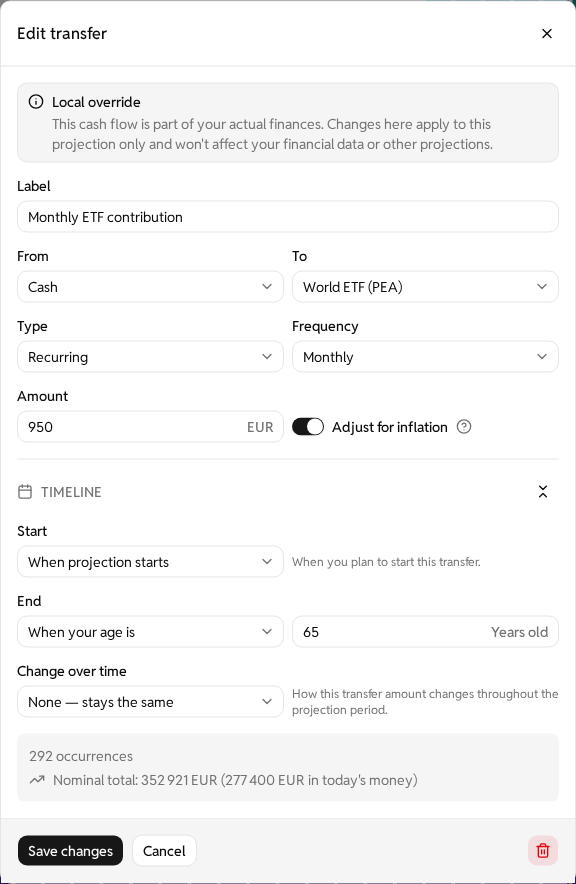 Edit transfer
Local override
This cash flow is part of your actual finances. Changes here apply to this
projection only and won't affect your financial data or other projections.
Label
Monthly ETF contribution
From
To
Cash
World ETF (PEA)
Type
Frequency
Recurring
Monthly
Amount
950 EUR
Adjust for inflation
TIMELINE
Start
When projection starts
When you plan to start this transfer.
End
When your age is
65 Years old
Change over time
None — stays the same
How this transfer amount changes throughout the
projection period.
292 occurrences
Nominal total: 352 921 EUR (277 400 EUR in today's money)
Save changes
Cancel